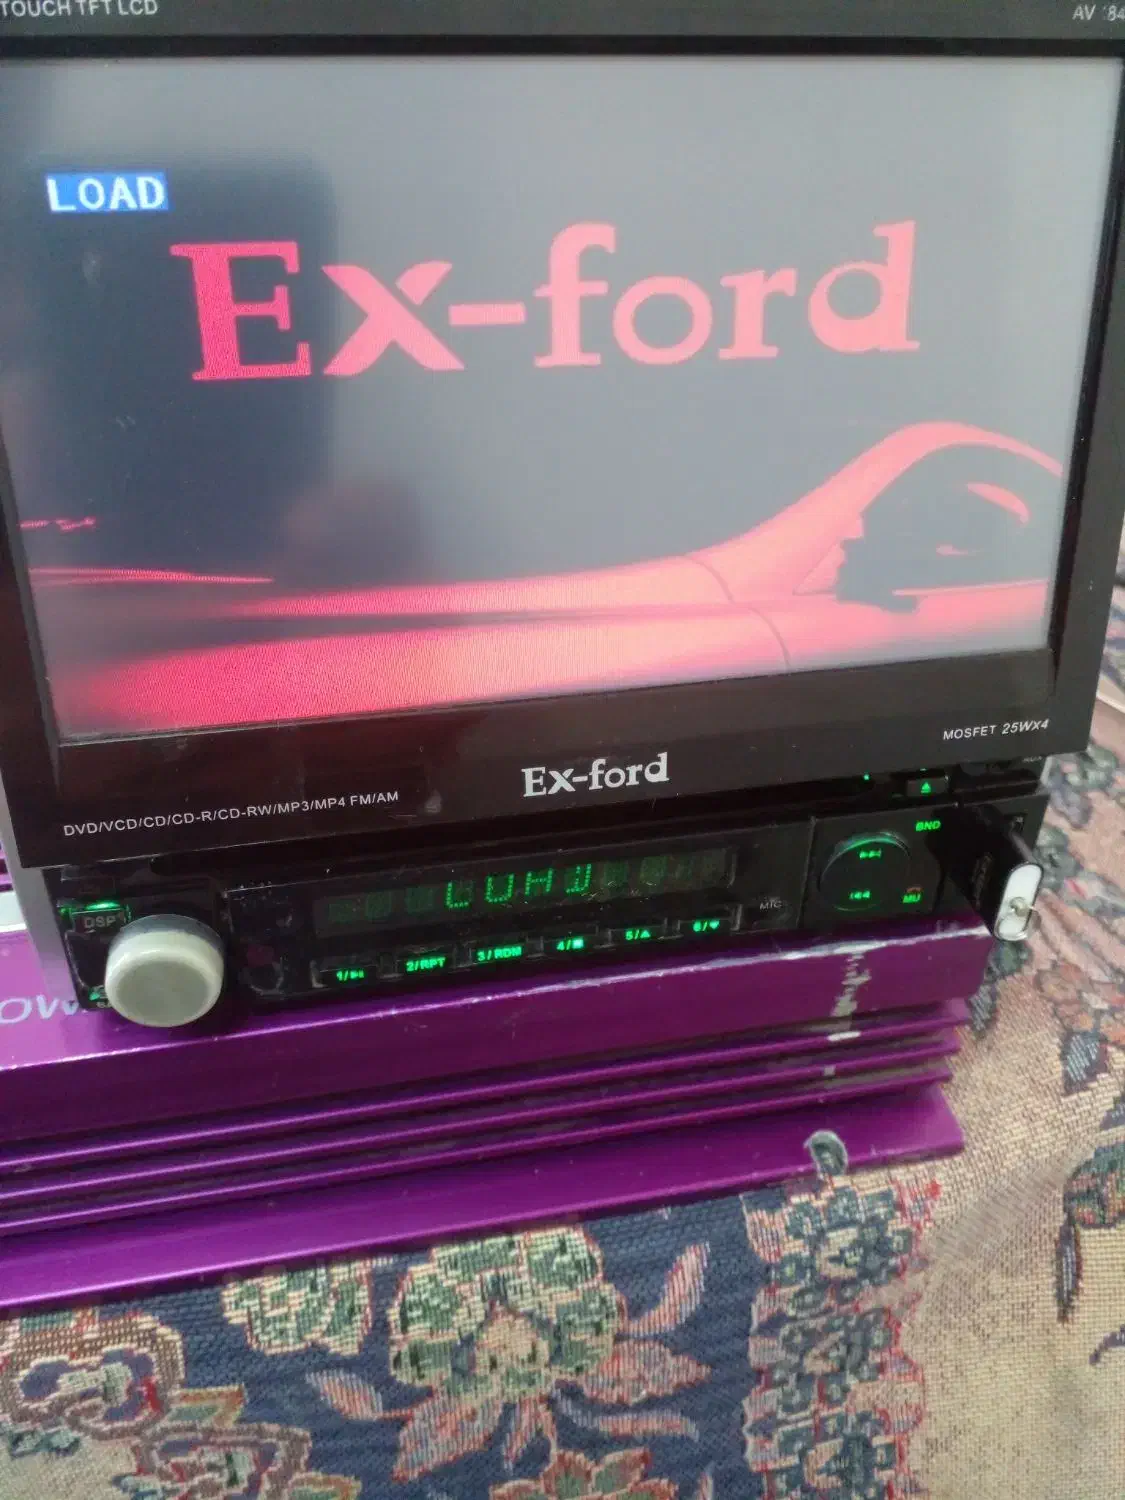 TOUCH TFT LCD
LOAD
Ex-ford
MOSFET 25WX4
Ex-ford
DVD/VCD/CD/CD-R/CD-RW/MP3/MP4 FM/AM
BND
LOAD
DSP
MIC
MU
1/
2/RPT
3/RDM
4/
5/
6/